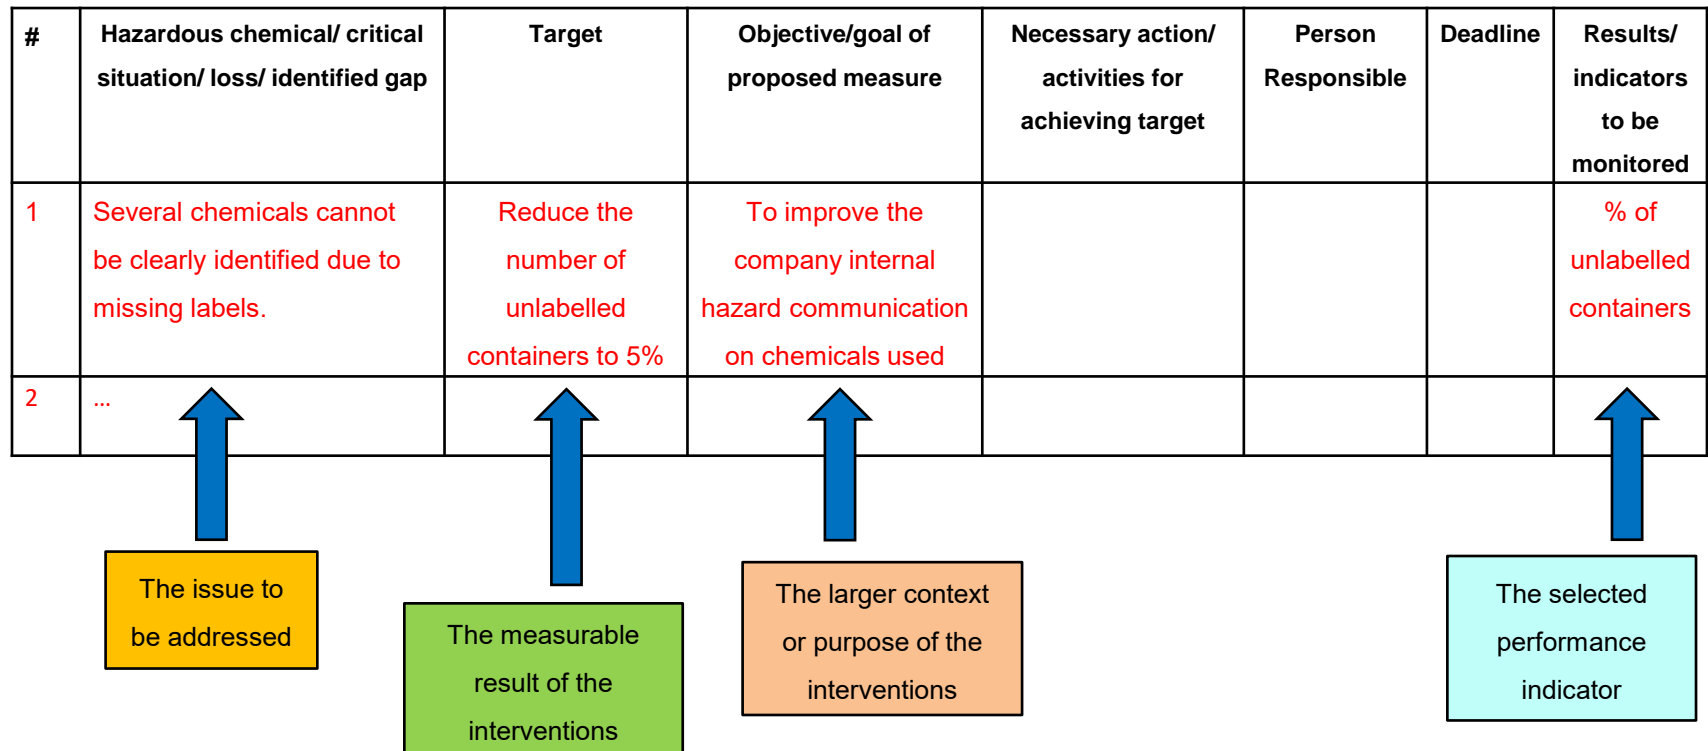 #
Hazardous chemical/ critical
situation/ loss/ identified gap
Target
Objective/goal of
proposed measure
Necessary action/
activities for
achieving target
Person
Responsible
Deadline
Results/
indicators
to be
monitored
1
Several chemicals cannot
be clearly identified due to
missing labels.
Reduce the
number of
unlabelled
containers to 5%
To improve the
company internal
hazard communication
on chemicals used
% of
unlabelled
containers
2
...
The issue to
be addressed
The measurable
result of the
interventions
The larger context
or purpose of the
interventions
The selected
performance
indicator